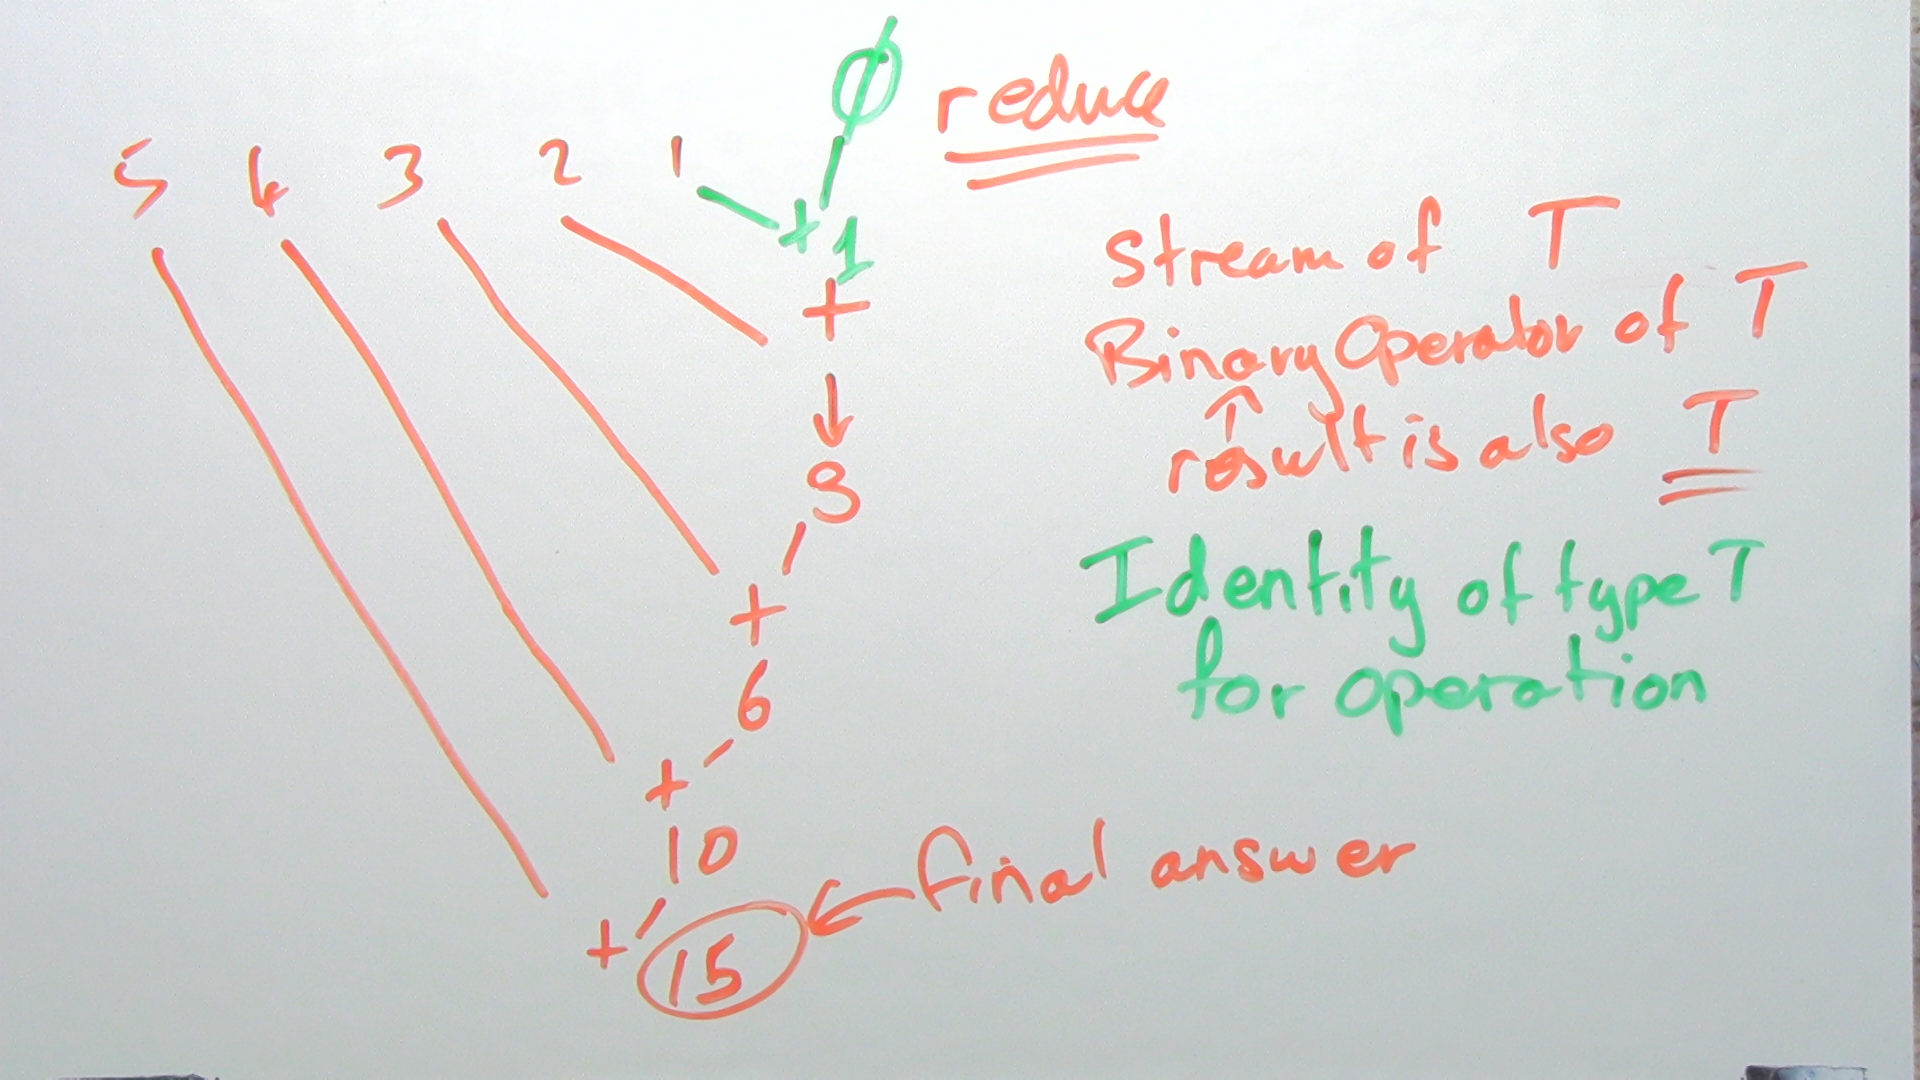 Ø reduce
5 4 3 2 1
+ 1
stream of T
+
Binary Operator of T
↓ ↑
result is also T
3
Identity of type T
+
for operation
6
+
10
final answer
+ 15